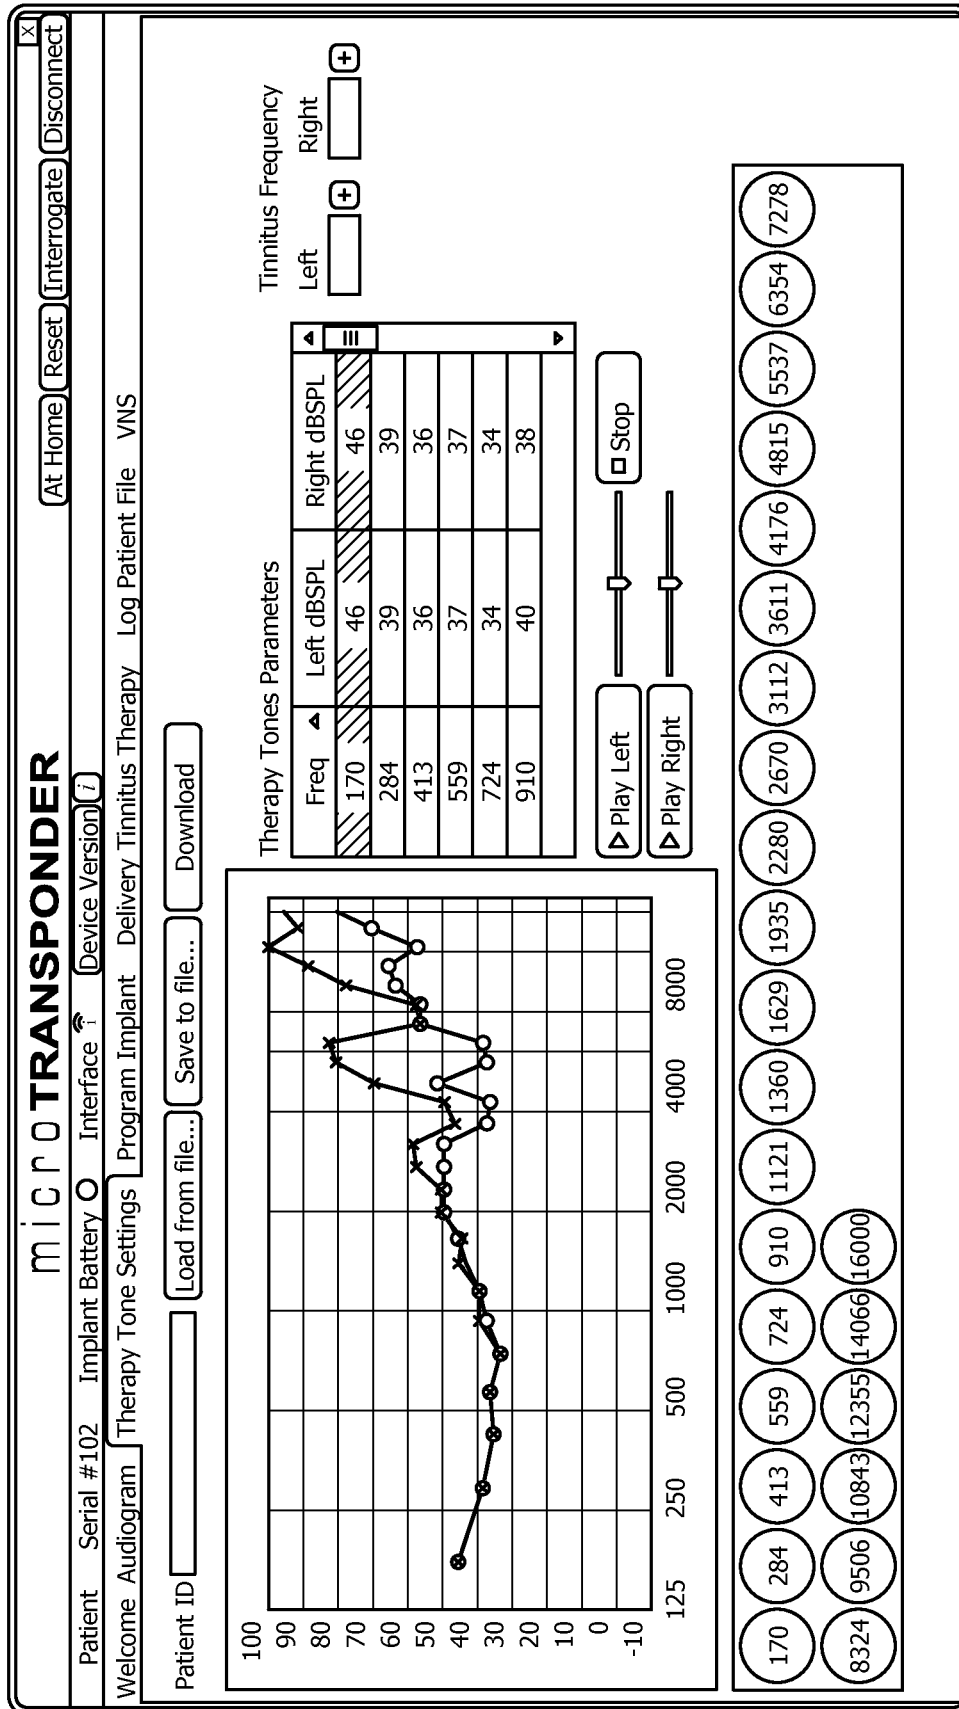 X
micro TRANSPONDER
At Home Reset Interrogate Disconnect
Patient Serial #102 Implant Battery Interface i Device Version i
Welcome Audiogram Therapy Tone Settings Program Implant Delivery Tinnitus Therapy Log Patient File VNS
Patient ID Load from file... Save to file... Download
100
90
80
70
60
50
40
30
20
10
0
-10
125 250 500 1000 2000 4000 8000
Therapy Tones Parameters
Freq Left dBSPL Right dBSPL
170 46 46
284 39 39
413 36 36
559 37 37
724 34 34
910 40 38
Play Left Stop
Play Right
Tinnitus Frequency
Left Right
+ +
170 284 413 559 724 910 1121 1360 1629 1935 2280 2670 3112 3611 4176 4815 5537 6354 7278
8324 9506 10843 12355 14066 16000